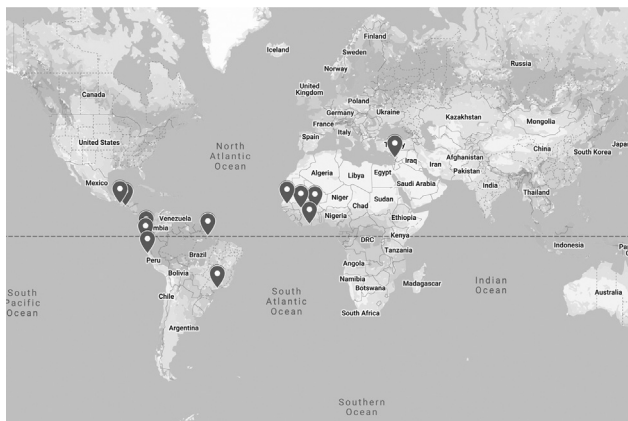 Iceland
Finland
Sweden
Norway
Russia
Canada
United
Kingdom
Poland
Germany
Ukraine
France
Kazakhstan
Mongolia
Italy
Spain
United States
North
Atlantic
Ocean
China
South Korea
Afghanistan
Iraq
Iran
Pakistan
Algeria
Libya
Egypt
Saudi Arabia
India
Mexico
Niger
Chad
Sudan
Thailand
Nigeria
Ethiopia
Venezuela
DRC
Kenya
Tanzania
Indonesia
Peru
Brazil
Bolivia
Angola
Namibia
Botswana
Madagascar
Chile
South
Pacific
Ocean
South
Atlantic
Ocean
Indian
Ocean
Australia
South Africa
Argentina
Southern
Ocean